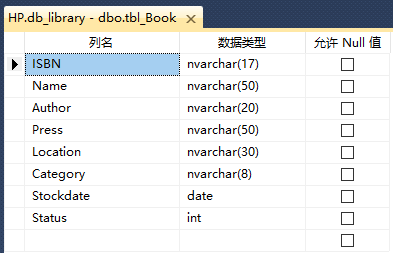 HP.db_library - dbo.tbl_Book
列名 数据类型 允许 Null 值
ISBN nvarchar(17)
Name nvarchar(50)
Author nvarchar(20)
Press nvarchar(50)
Location nvarchar(30)
Category nvarchar(8)
Stockdate date
Status int